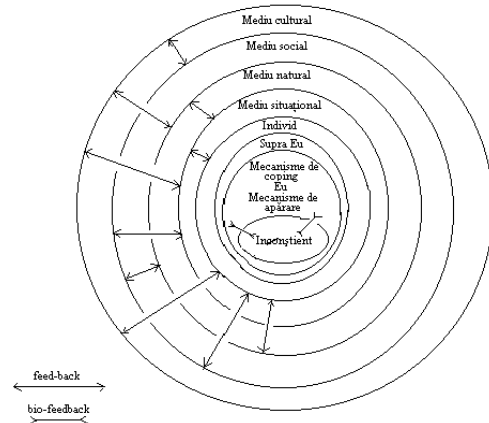 Mediu cultural
Mediu social
Mediu natural
Mediu situaţional
Individ
Supra Eu
Mecanisme de
coping
Eu
Mecanisme de
apărare
Inconştient
feed-back
bio-feedback